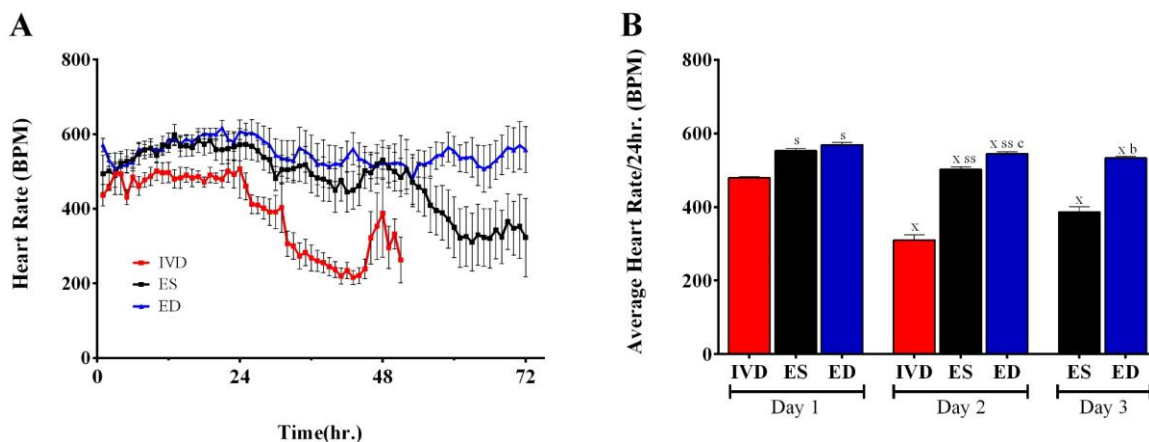 A
Heart Rate (BPM)
800
600
400
200
0
IVD
ES
ED
0 24 48 72
Time(hr.)
B
Average Heart Rate/24hr. (BPM)
800
600
400
200
0
s s
x
x ss
x ss c
x
x b
IVD ES ED IVD ES ED ES ED
Day 1 Day 2 Day 3